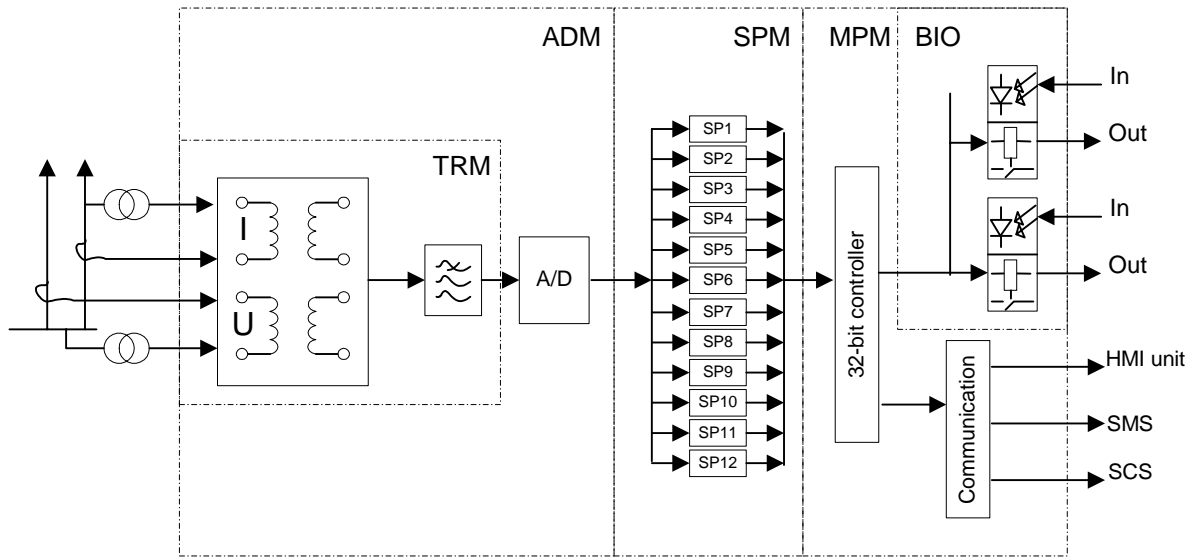 ADM
SPM
MPM
BIO
TRM
I
U
A/D
SP1
SP2
SP3
SP4
SP5
SP6
SP7
SP8
SP9
SP10
SP11
SP12
32-bit controller
In
Out
In
Out
Communication
HMI unit
SMS
SCS